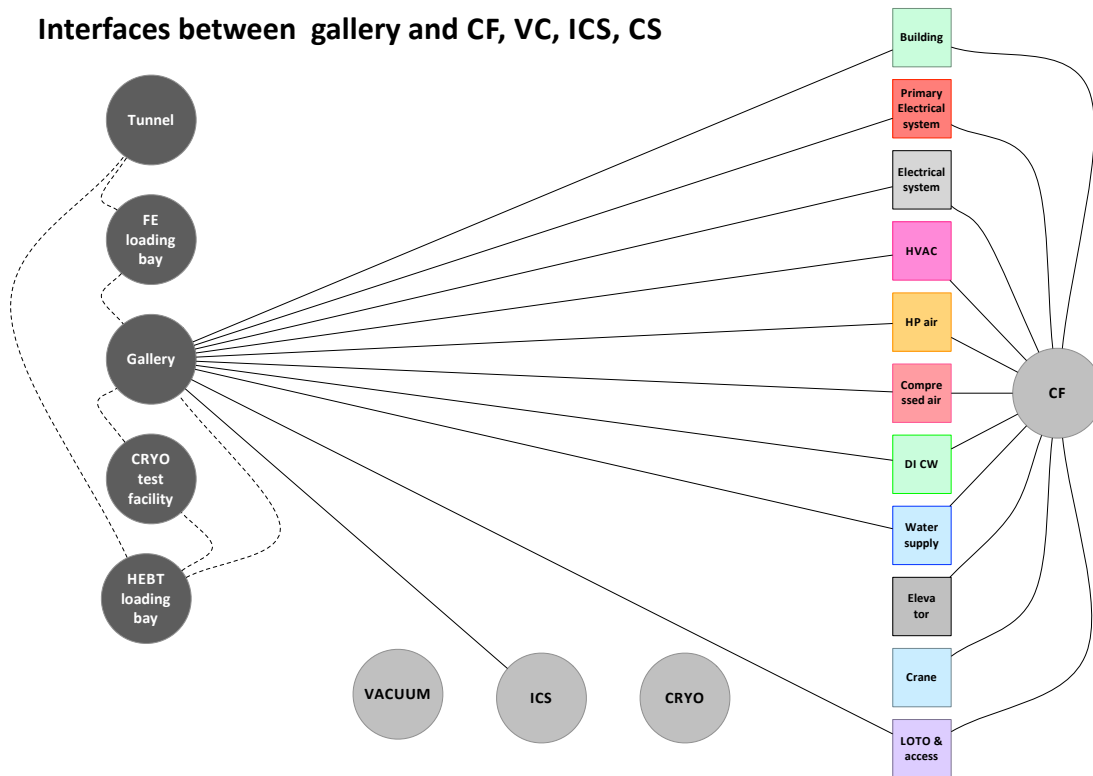 Interfaces between  gallery and CF, VC, ICS, CS
Tunnel
FE
loading
bay
Gallery
CRYO
test
facility
HEBT
loading
bay
VACUUM
ICS
CRYO
Building
Primary
Electrical
system
Electrical
system
HVAC
HP air
Compre
ssed air
DI CW
Water
supply
Eleva
tor
Crane
LOTO &
access
CF